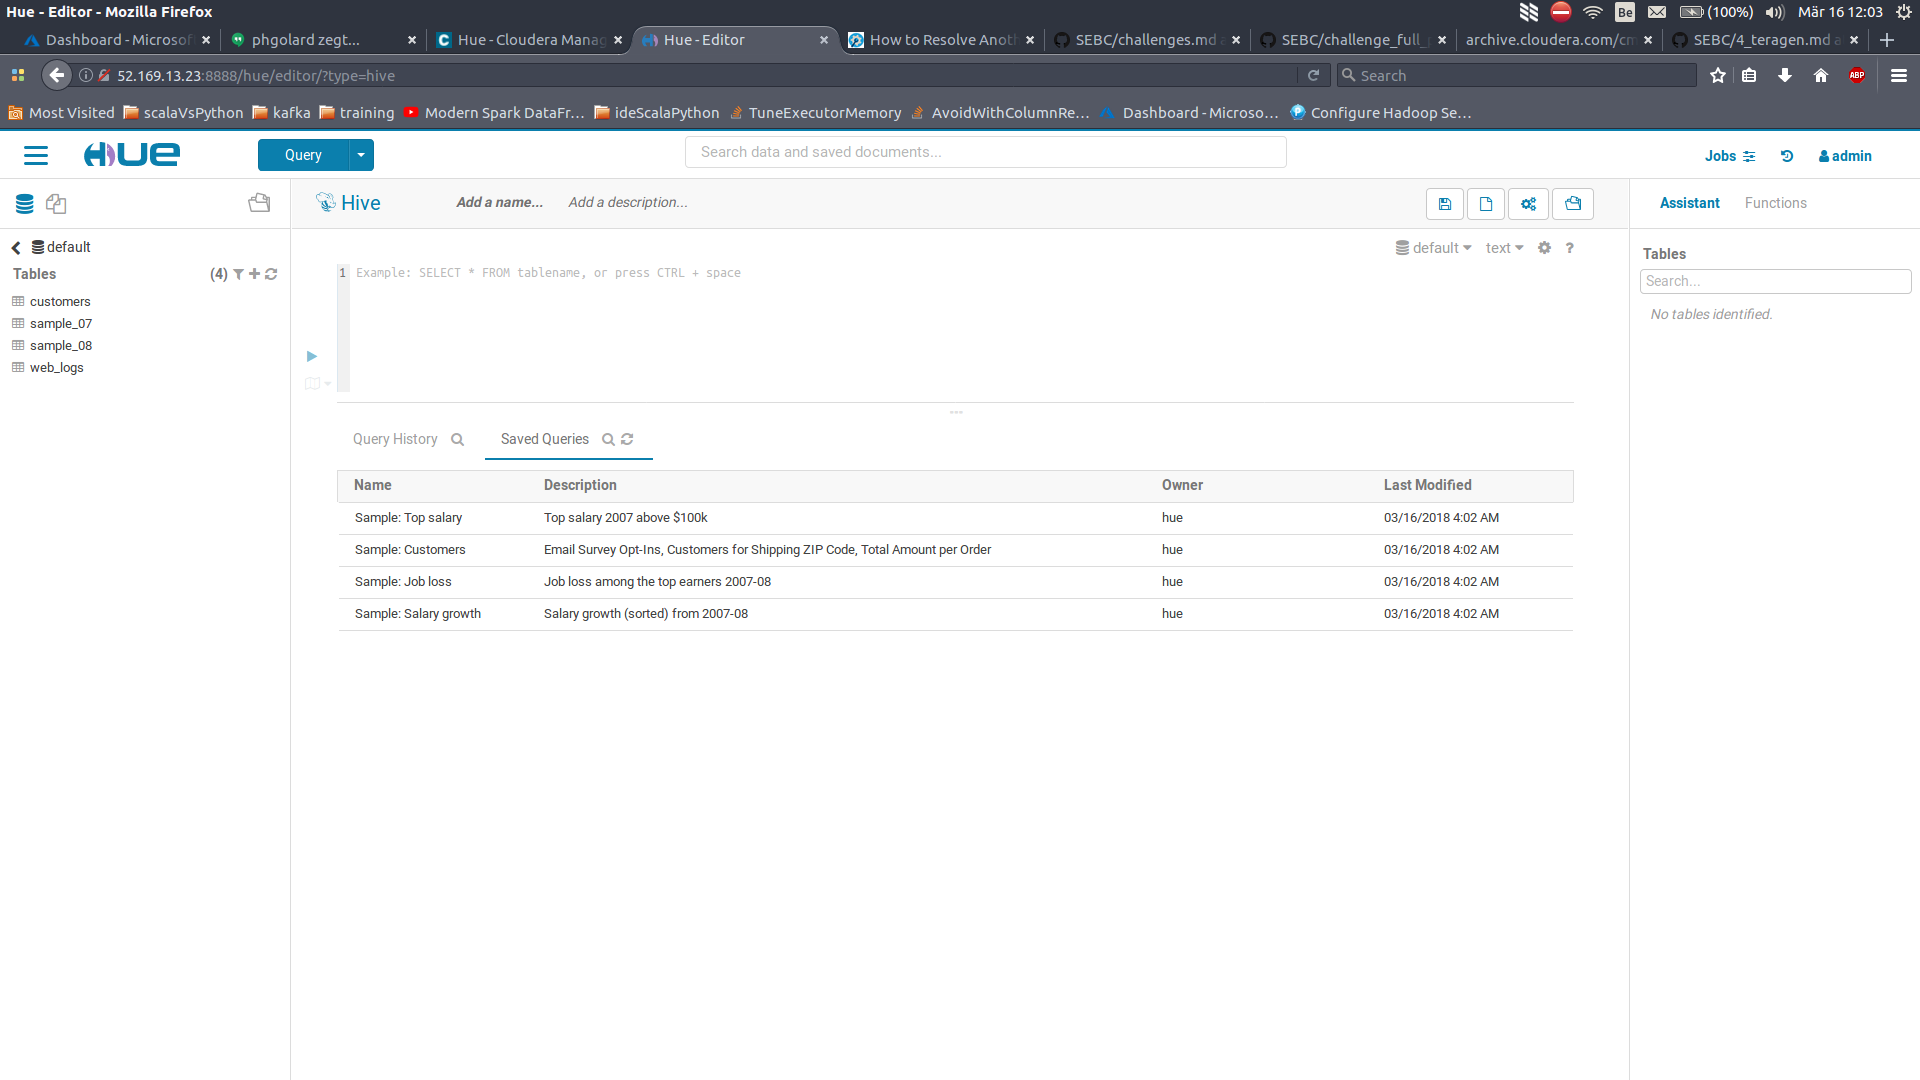 Hue - Editor - Mozilla Firefox
Be (100%) Mär 16 12:03
Dashboard - Microsof
phgolard zegt...
Hue - Cloudera Manag
Hue - Editor
How to Resolve Anoth
SEBC/challenges.md a
SEBC/challenge_full_
archive.cloudera.com/cm
SEBC/4_teragen.md a
52.169.13.23:8888/hue/editor/?type=hive
Search
ABP
Most Visited scalaVsPython kafka training Modern Spark DataFr... ideScalaPython TuneExecutorMemory AvoidWithColumnRe... Dashboard - Microso... Configure Hadoop Se...
HUE
Query
Search data and saved documents...
Jobs
admin
Hive
Add a name...
Add a description...
Assistant
Functions
default
Tables (4)
customers
sample_07
sample_08
web_logs
default text ?
1 Example: SELECT * FROM tablename, or press CTRL + space
Tables
Search...
No tables identified.
Query History
Saved Queries
Name Description Owner Last Modified
Sample: Top salary Top salary 2007 above $100k hue 03/16/2018 4:02 AM
Sample: Customers Email Survey Opt-Ins, Customers for Shipping ZIP Code, Total Amount per Order hue 03/16/2018 4:02 AM
Sample: Job loss Job loss among the top earners 2007-08 hue 03/16/2018 4:02 AM
Sample: Salary growth Salary growth (sorted) from 2007-08 hue 03/16/2018 4:02 AM